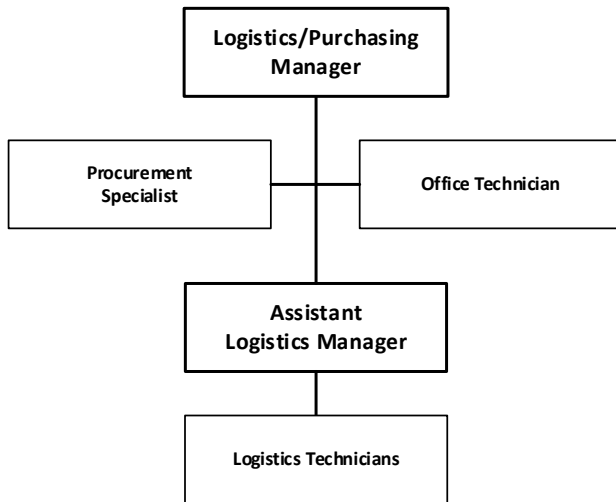 Logistics/Purchasing
Manager
Procurement
Specialist
Office Technician
Assistant
Logistics Manager
Logistics Technicians